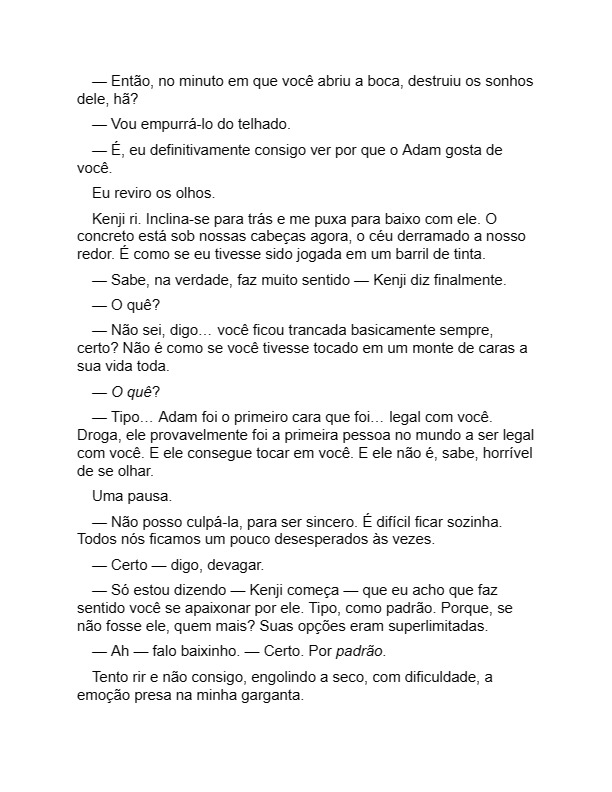 — Então, no minuto em que você abriu a boca, destruiu os sonhos
dele, hã?
— Vou empurrá-lo do telhado.
— É, eu definitivamente consigo ver por que o Adam gosta de
você.
Eu reviro os olhos.
Kenji ri. Inclina-se para trás e me puxa para baixo com ele. O
concreto está sob nossas cabeças agora, o céu derramado a nosso
redor. É como se eu tivesse sido jogada em um barril de tinta.
— Sabe, na verdade, faz muito sentido — Kenji diz finalmente.
— O quê?
— Não sei, digo… você ficou trancada basicamente sempre,
certo? Não é como se você tivesse tocado em um monte de caras a
sua vida toda.
— O quê?
— Tipo… Adam foi o primeiro cara que foi… legal com você.
Droga, ele provavelmente foi a primeira pessoa no mundo a ser legal
com você. E ele consegue tocar em você. E ele não é, sabe, horrível
de se olhar.
Uma pausa.
— Não posso culpá-la, para ser sincero. É difícil ficar sozinha.
Todos nós ficamos um pouco desesperados às vezes.
— Certo — digo, devagar.
— Só estou dizendo — Kenji começa — que eu acho que faz
sentido você se apaixonar por ele. Tipo, como padrão. Porque, se
não fosse ele, quem mais? Suas opções eram superlimitadas.
— Ah — falo baixinho. — Certo. Por padrão.
Tento rir e não consigo, engolindo a seco, com dificuldade, a
emoção presa na minha garganta.